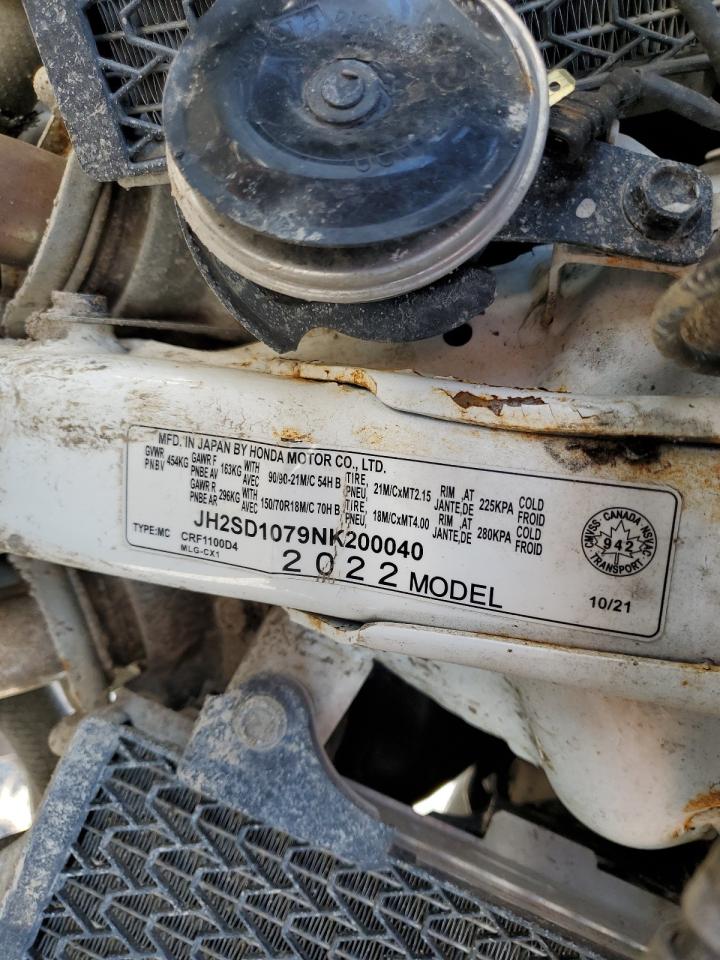 MFD. IN JAPAN BY HONDA MOTOR CO., LTD.
GVWR 454KG GAWR F 163KG WITH 90/90-21M/C 54H B TIRE, 21M/CxMT2.15 RIM ,AT 225KPA COLD
PNBV PNBE AV AVEC PNEU, JANTE,DE FROID
GAWR R 296KG WITH 150/70R18M/C 70H B TIRE, 18M/CxMT4.00 RIM ,AT 280KPA COLD
PNBE AR AVEC PNEU, JANTE,DE FROID
JH2SD1079NK200040
TYPE:MC CRF1100D4
MLG-CX1
2022 MODEL
CANADA
CMVSS NSVAC
942
TRANSPORT
10/21